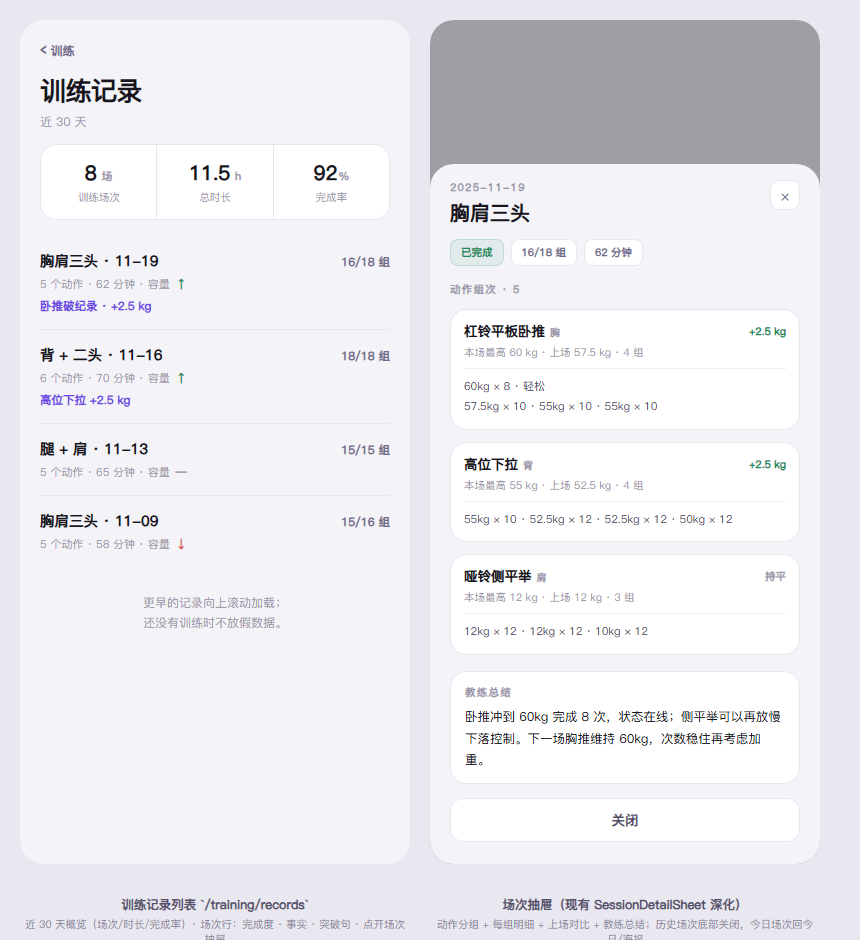 < 训练
训练记录
近 30 天
8 场
训练场次
11.5 h
总时长
92%
完成率
胸肩三头 · 11-19
16/18 组
5 个动作 · 62 分钟 · 容量 ↑
卧推破纪录 · +2.5 kg
背 + 二头 · 11-16
18/18 组
6 个动作 · 70 分钟 · 容量 ↑
高位下拉 +2.5 kg
腿 + 肩 · 11-13
15/15 组
5 个动作 · 65 分钟 · 容量 —
胸肩三头 · 11-09
15/16 组
5 个动作 · 58 分钟 · 容量 ↓
更早的记录向上滚动加载；
还没有训练时不放假数据。
训练记录列表 `/training/records`
近 30 天概览（场次/时长/完成率）· 场次行：完成度 · 事实 · 突破句 · 点开场次
抽屉
2025-11-19
×
胸肩三头
已完成
16/18 组
62 分钟
动作组次 · 5
杠铃平板卧推 胸
+2.5 kg
本场最高 60 kg · 上场 57.5 kg · 4 组
60kg × 8 · 轻松
57.5kg × 10 · 55kg × 10 · 55kg × 10
高位下拉 背
+2.5 kg
本场最高 55 kg · 上场 52.5 kg · 4 组
55kg × 10 · 52.5kg × 12 · 52.5kg × 12 · 50kg × 12
哑铃侧平举 肩
持平
本场最高 12 kg · 上场 12 kg · 3 组
12kg × 12 · 12kg × 12 · 10kg × 12
教练总结
卧推冲到 60kg 完成 8 次，状态在线；侧平举可以再放慢
下落控制。下一场胸推维持 60kg，次数稳住再考虑加
重。
关闭
场次抽屉（现有 SessionDetailSheet 深化）
动作分组 + 每组明细 + 上场对比 + 教练总结；历史场次底部关闭，今日场次回今
日/海报